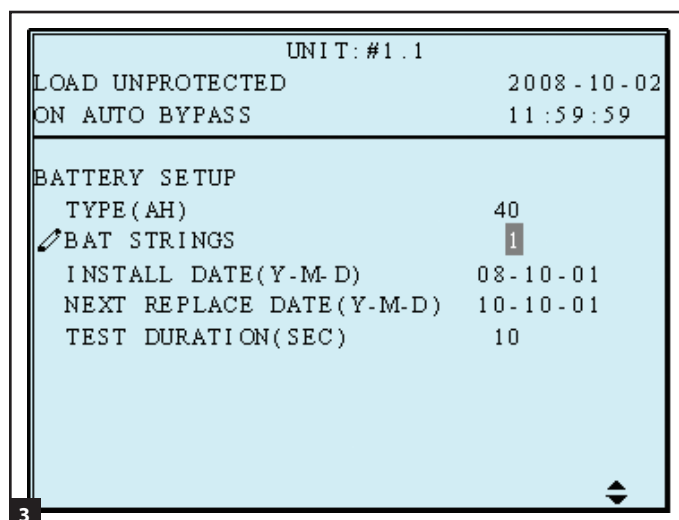 UNIT:#1.1
LOAD UNPROTECTED 2008-10-02
ON AUTO BYPASS 11:59:59
BATTERY SETUP
TYPE(AH) 40
BAT STRINGS 1
INSTALL DATE(Y-M-D) 08-10-01
NEXT REPLACE DATE(Y-M-D) 10-10-01
TEST DURATION(SEC) 10
3